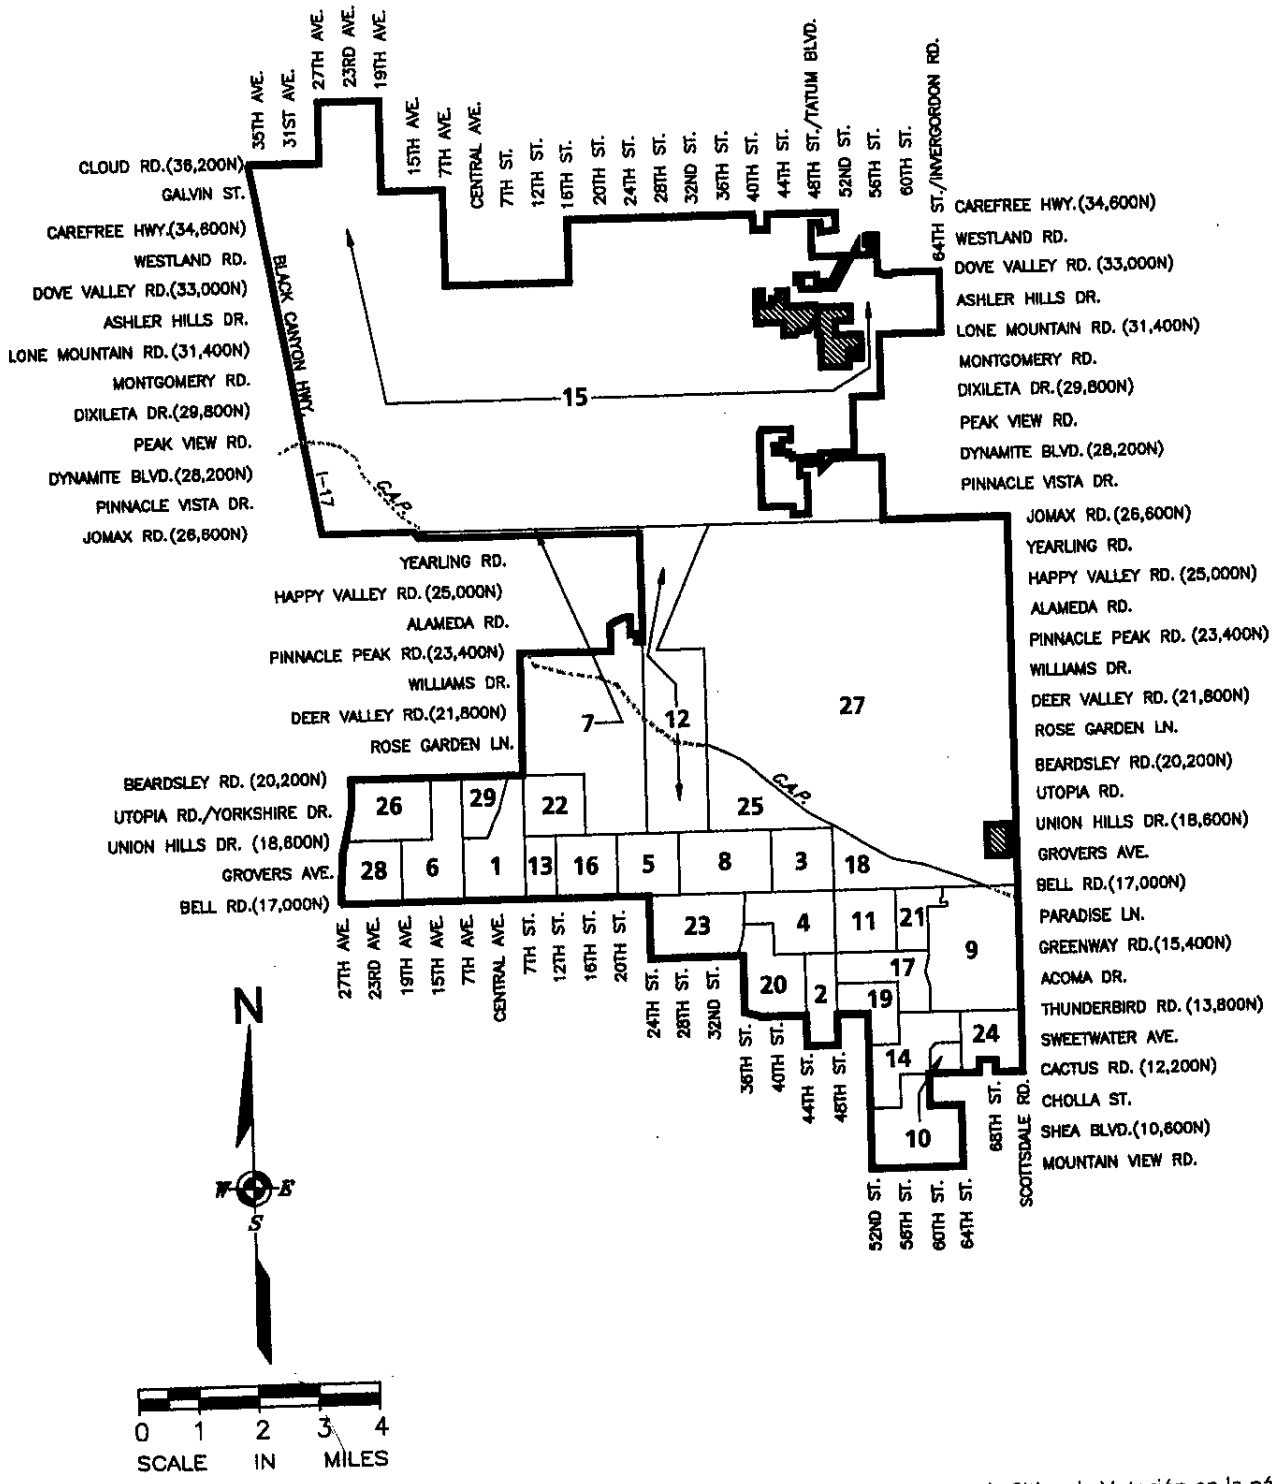 35TH AVE.
31ST AVE.
27TH AVE.
23RD AVE.
19TH AVE.
15TH AVE.
7TH AVE.
CENTRAL AVE.
7TH ST.
12TH ST.
16TH ST.
20TH ST.
24TH ST.
28TH ST.
32ND ST.
36TH ST.
40TH ST.
44TH ST.
48TH ST./TATUM BLVD.
52ND ST.
56TH ST.
60TH ST.
64TH ST./INVERGORDON RD.
CLOUD RD.(36,200N)
GALVIN ST.
CAREFREE HWY.(34,600N)
WESTLAND RD.
DOVE VALLEY RD.(33,000N)
ASHLER HILLS DR.
LONE MOUNTAIN RD. (31,400N)
MONTGOMERY RD.
DIXILETA DR.(29,800N)
PEAK VIEW RD.
DYNAMITE BLVD.(28,200N)
PINNACLE VISTA DR.
JOMAX RD.(26,600N)
BLACK CANYON HWY.
I-17
C.A.P.
15
CAREFREE HWY.(34,600N)
WESTLAND RD.
DOVE VALLEY RD. (33,000N)
ASHLER HILLS DR.
LONE MOUNTAIN RD. (31,400N)
MONTGOMERY RD.
DIXILETA DR.(29,800N)
PEAK VIEW RD.
DYNAMITE BLVD.(28,200N)
PINNACLE VISTA DR.
JOMAX RD.(26,600N)
YEARLING RD.
HAPPY VALLEY RD. (25,000N)
ALAMEDA RD.
PINNACLE PEAK RD. (23,400N)
WILLIAMS DR.
DEER VALLEY RD.(21,800N)
ROSE GARDEN LN.
BEARDSLEY RD.(20,200N)
UTOPIA RD.
UNION HILLS DR.(18,600N)
GROVERS AVE.
BELL RD.(17,000N)
PARADISE LN.
GREENWAY RD.(15,400N)
ACOMA DR.
THUNDERBIRD RD. (13,800N)
SWEETWATER AVE.
CACTUS RD. (12,200N)
CHOLLA ST.
SHEA BLVD.(10,600N)
MOUNTAIN VIEW RD.
YEARLING RD.
HAPPY VALLEY RD. (25,000N)
ALAMEDA RD.
PINNACLE PEAK RD.(23,400N)
WILLIAMS DR.
DEER VALLEY RD.(21,800N)
ROSE GARDEN LN.
BEARDSLEY RD. (20,200N)
UTOPIA RD./YORKSHIRE DR.
UNION HILLS DR. (18,600N)
GROVERS AVE.
BELL RD.(17,000N)
7
12
27
C.A.P.
26
29
22
25
28
6
1
13
16
5
8
3
18
23
4
11
21
9
20
2
17
19
14
24
10
27TH AVE.
23RD AVE.
19TH AVE.
15TH AVE.
7TH AVE.
CENTRAL AVE.
7TH ST.
12TH ST.
16TH ST.
20TH ST.
24TH ST.
28TH ST.
32ND ST.
36TH ST.
40TH ST.
44TH ST.
48TH ST.
52ND ST.
56TH ST.
60TH ST.
64TH ST.
68TH ST.
SCOTTSDALE RD.
N
W E
S
0 1 2 3 4
SCALE IN MILES